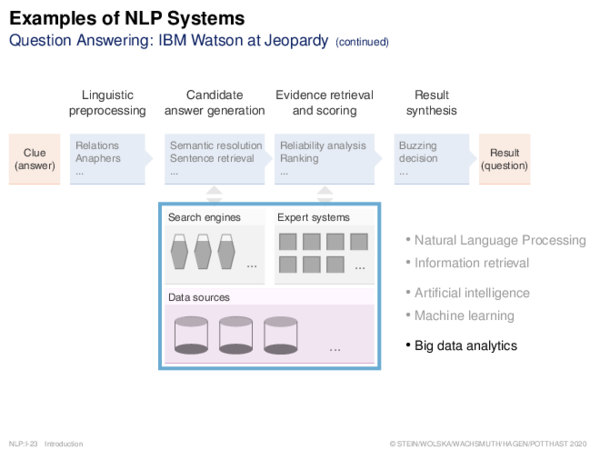 Examples of NLP Systems
Question Answering: IBM Watson at Jeopardy (continued)
Linguistic
preprocessing
Candidate
answer generation
Evidence retrieval
and scoring
Result
synthesis
Clue
(answer)
Relations
Anaphers
...
Semantic resolution
Sentence retrieval
...
Reliability analysis
Ranking
...
Buzzing
decision
...
Result
(question)
Search engines
...
Expert systems
...
Data sources
...
• Natural Language Processing
• Information retrieval
• Artificial intelligence
• Machine learning
• Big data analytics
NLP:I-23 Introduction
© STEIN/WOLSKA/WACHSMUTH/HAGEN/POTTHAST 2020